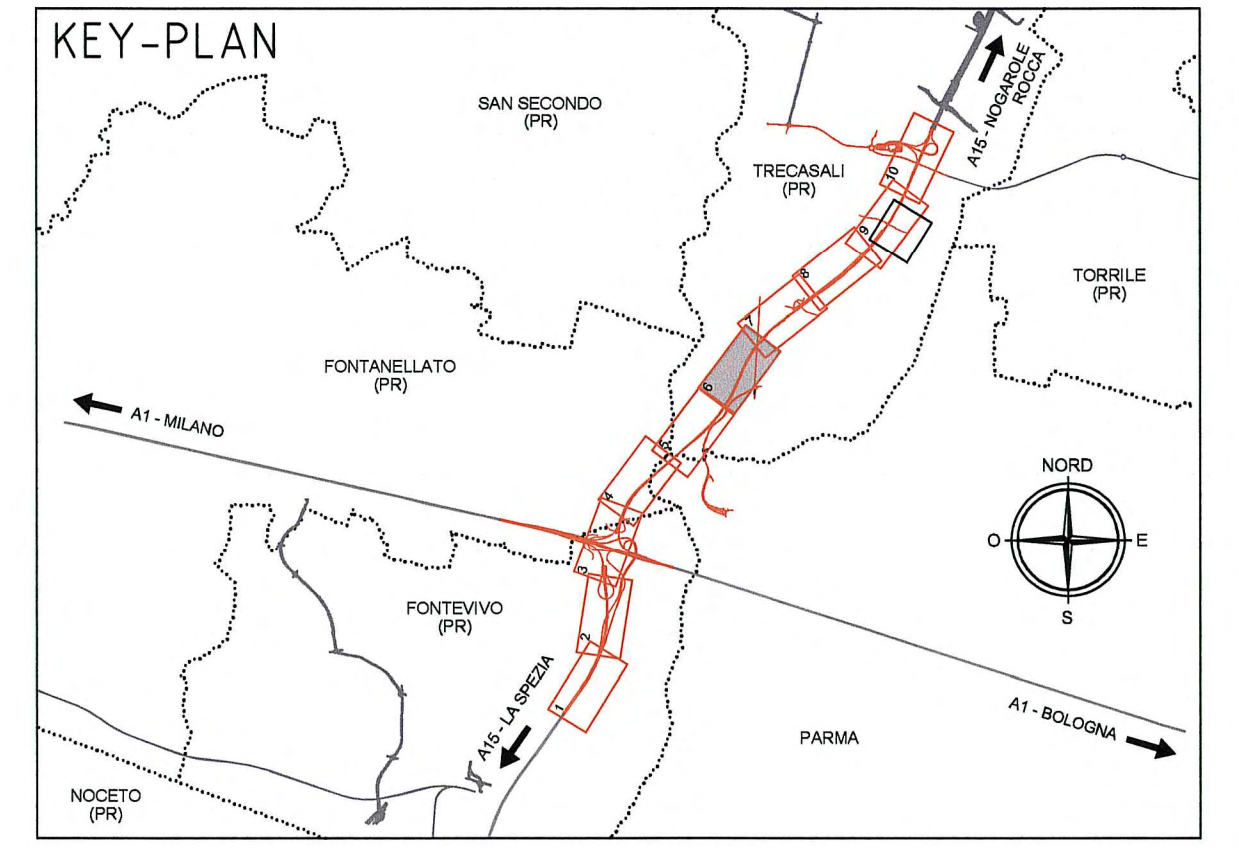 KEY-PLAN
SAN SECONDO
(PR)
A15 - NOGAROLE
ROCCA
TRECASALI
(PR)
10
9
TORRILE
(PR)
8
7
FONTANELLATO
(PR)
6
A1 - MILANO
5
NORD
4
O
E
3
S
FONTEVIVO
(PR)
2
A15 - LA SPEZIA
1
A1 - BOLOGNA
PARMA
NOCETO
(PR)